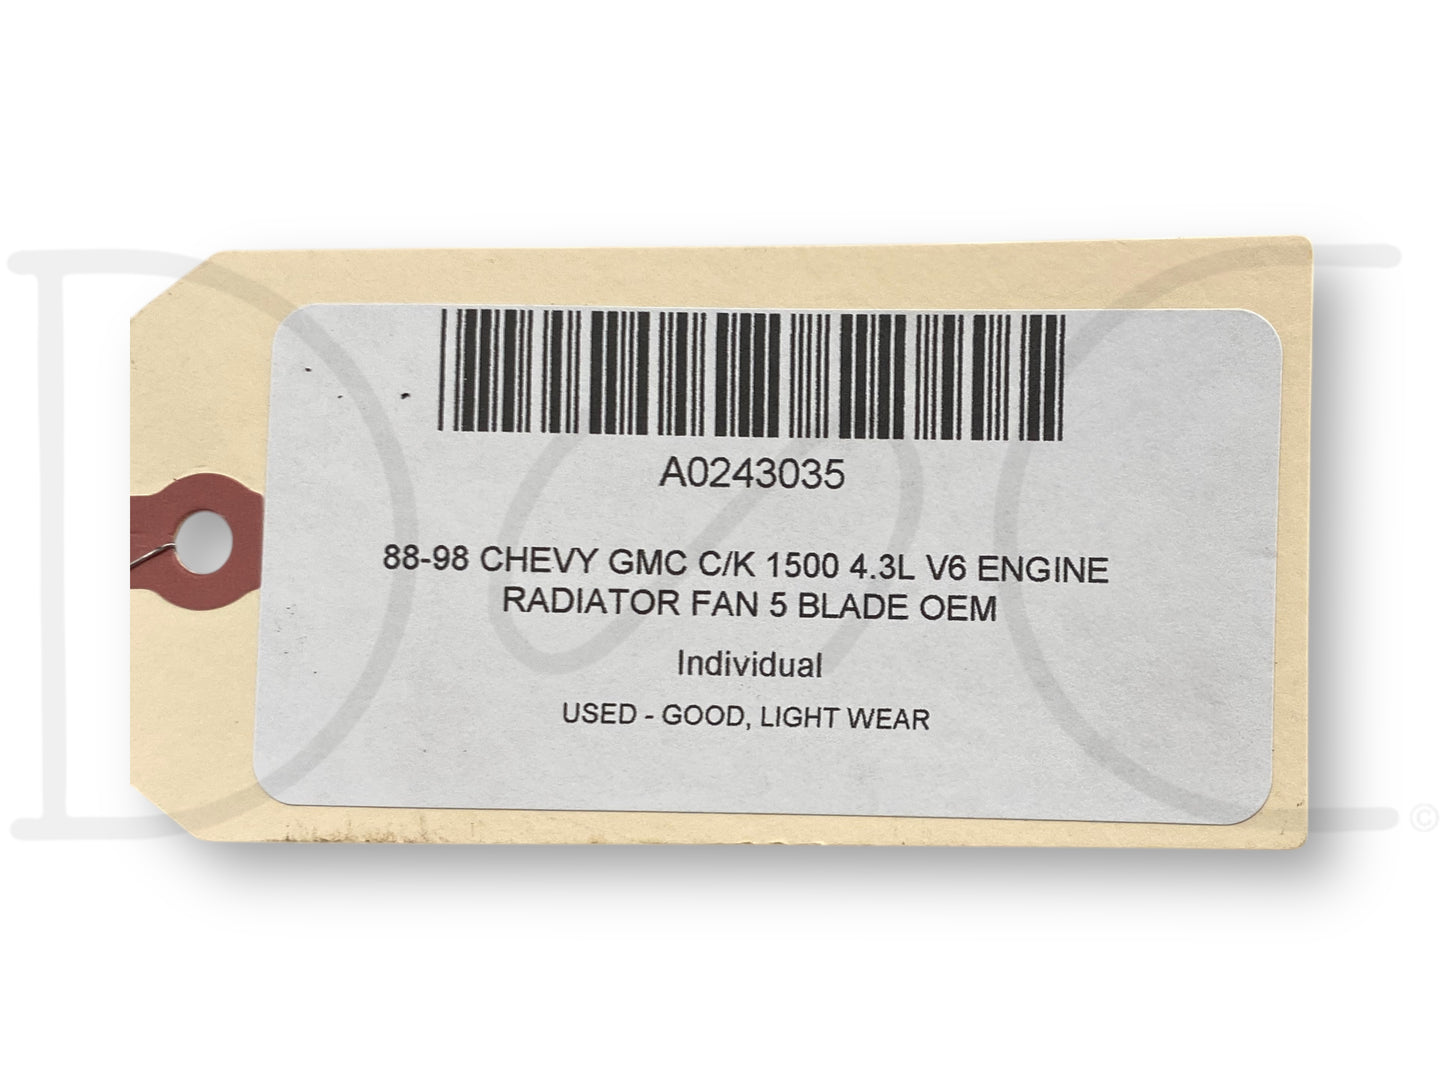 A0243035
88-98 CHEVY GMC C/K 1500 4.3L V6 ENGINE
RADIATOR FAN 5 BLADE OEM
Individual
USED - GOOD, LIGHT WEAR
©